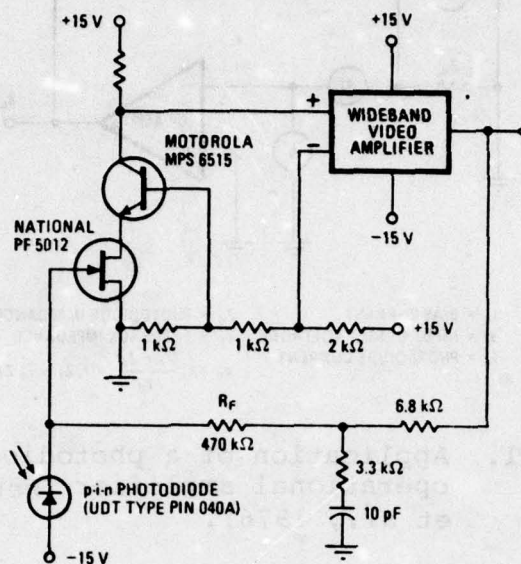 +15 V
+15 V
+
WIDEBAND
VIDEO
AMPLIFIER
−
MOTOROLA
MPS 6515
NATIONAL
PF 5012
−15 V
+15 V
1 kΩ
1 kΩ
2 kΩ
R_F
470 kΩ
6.8 kΩ
3.3 kΩ
10 pF
p-i-n PHOTODIODE
(UDT TYPE PIN 040A)
−15 V